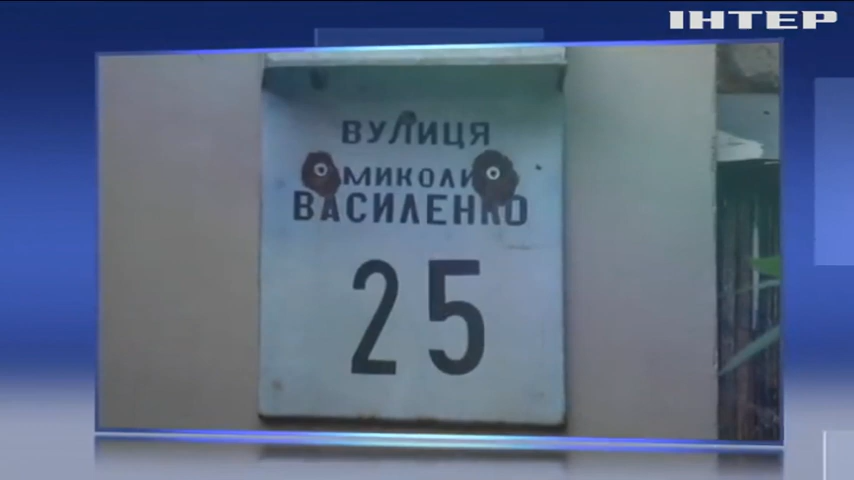 ІНТЕР
ВУЛИЦЯ
МИКОЛИ
ВАСИЛЕНКО
25